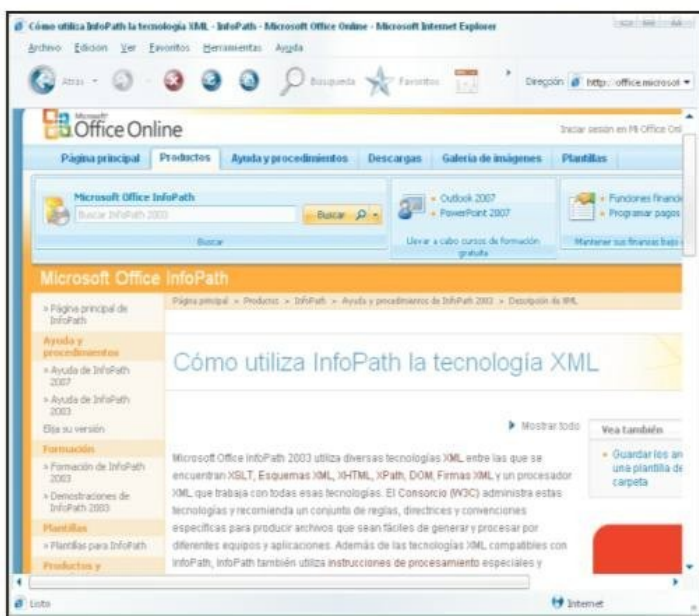 Cómo utiliza InfoPath la tecnología XML - InfoPath - Microsoft Office Online - Microsoft Internet Explorer
Archivo Edición Ver Favoritos Herramientas Ayuda
Atrás Búsqueda Favoritos Dirección http://office.microsof
Microsoft
Office Online
Iniciar sesión en Mi Office Onl
Página principal Productos Ayuda y procedimientos Descargas Galería de imágenes Plantillas
Microsoft Office InfoPath
Buscar InfoPath 2003 Buscar
Buscar
Outlook 2007
PowerPoint 2007
Llevar a cabo cursos de formación
gratuita
Funciones financi
Programar pagos
Mantener sus finanzas bajo
Microsoft Office InfoPath
» Página principal de
InfoPath
Ayuda y
procedimientos
» Ayuda de InfoPath
2007
» Ayuda de InfoPath
2003
Elija su versión
Formación
» Formación de InfoPath
2003
» Demostraciones de
InfoPath 2003
Plantillas
» Plantillas para InfoPath
Productos y
Página principal > Productos > InfoPath > Ayuda y procedimientos de InfoPath 2003 > Descripción de XML
Cómo utiliza InfoPath la tecnología XML
Mostrar todo
Microsoft Office InfoPath 2003 utiliza diversas tecnologías XML entre las que se
encuentran XSLT, Esquemas XML, XHTML, XPath, DOM, Firmas XML y un procesador
XML que trabaja con todas esas tecnologías. El Consorcio (W3C) administra estas
tecnologías y recomienda un conjunto de reglas, directrices y convenciones
específicas para producir archivos que sean fáciles de generar y procesar por
diferentes equipos y aplicaciones. Además de las tecnologías XML compatibles con
InfoPath, InfoPath también utiliza instrucciones de procesamiento especiales y
Vea también
Guardar los arc
una plantilla de
carpeta
Listo
Internet